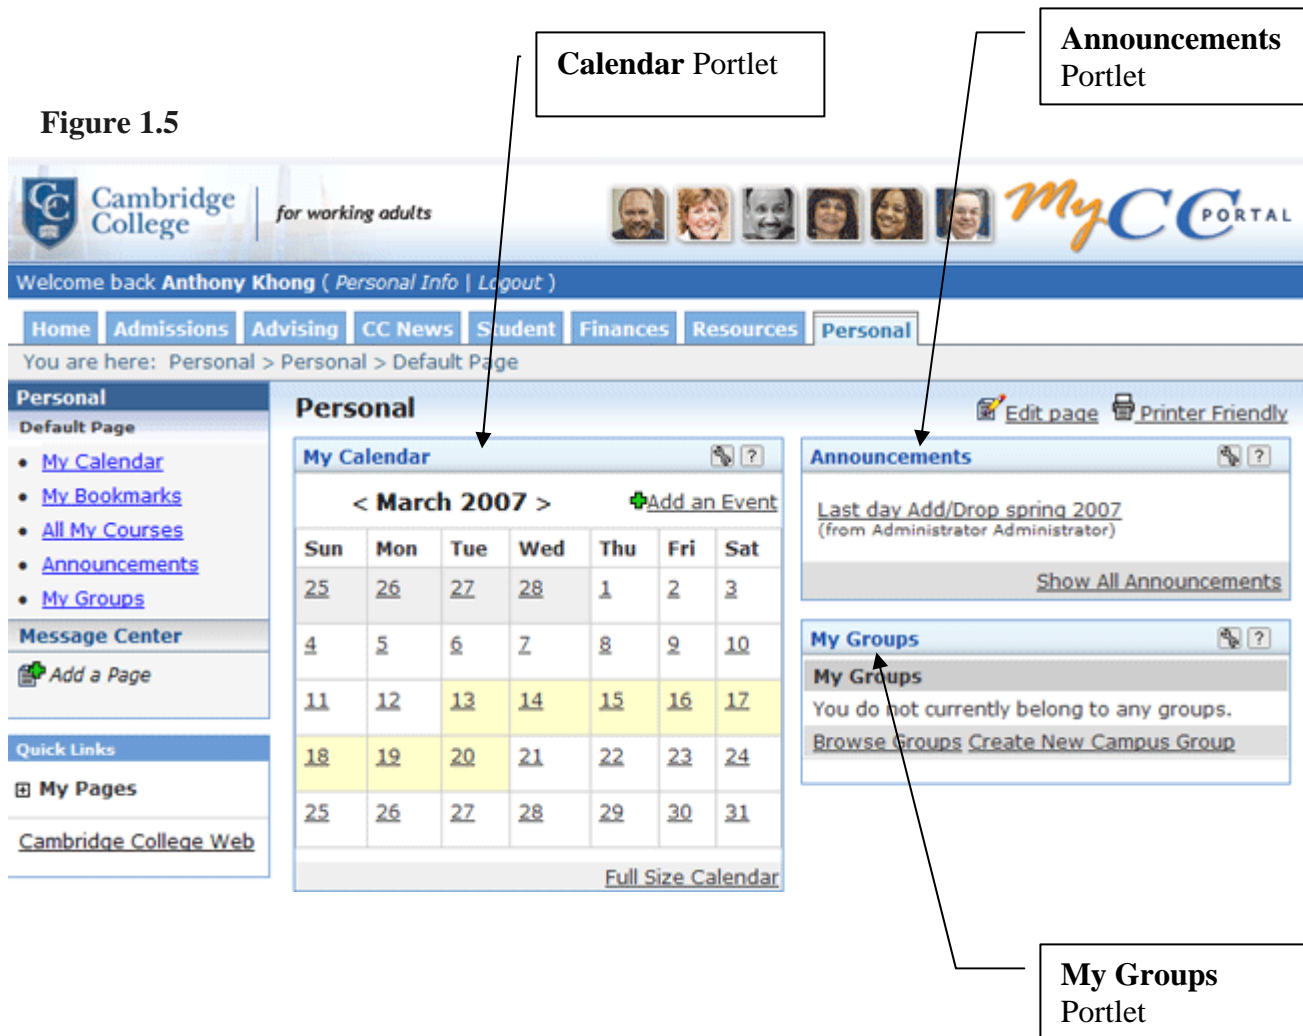 Calendar Portlet
Announcements
Portlet
Figure 1.5
CC
Cambridge
College
for working adults
MyCC PORTAL
Welcome back Anthony Khong ( Personal Info | Logout )
Home Admissions Advising CC News Student Finances Resources Personal
You are here: Personal > Personal > Default Page
Personal
Default Page
• My Calendar
• My Bookmarks
• All My Courses
• Announcements
• My Groups
Message Center
Add a Page
Quick Links
My Pages
Cambridge College Web
Personal
Edit page Printer Friendly
My Calendar ?
< March 2007 > Add an Event
Sun Mon Tue Wed Thu Fri Sat
25 26 27 28 1 2 3
4 5 6 7 8 9 10
11 12 13 14 15 16 17
18 19 20 21 22 23 24
25 26 27 28 29 30 31
Full Size Calendar
Announcements ?
Last day Add/Drop spring 2007
(from Administrator Administrator)
Show All Announcements
My Groups ?
My Groups
You do not currently belong to any groups.
Browse Groups Create New Campus Group
My Groups
Portlet